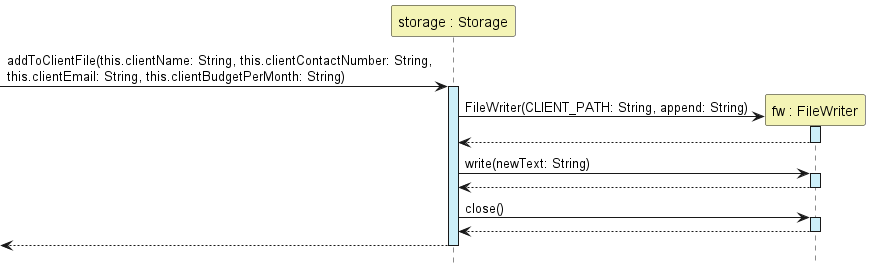 storage : Storage
addToClientFile(this.clientName: String, this.clientContactNumber: String,
this.clientEmail: String, this.clientBudgetPerMonth: String)
FileWriter(CLIENT_PATH: String, append: String)
fw : FileWriter
write(newText: String)
close()